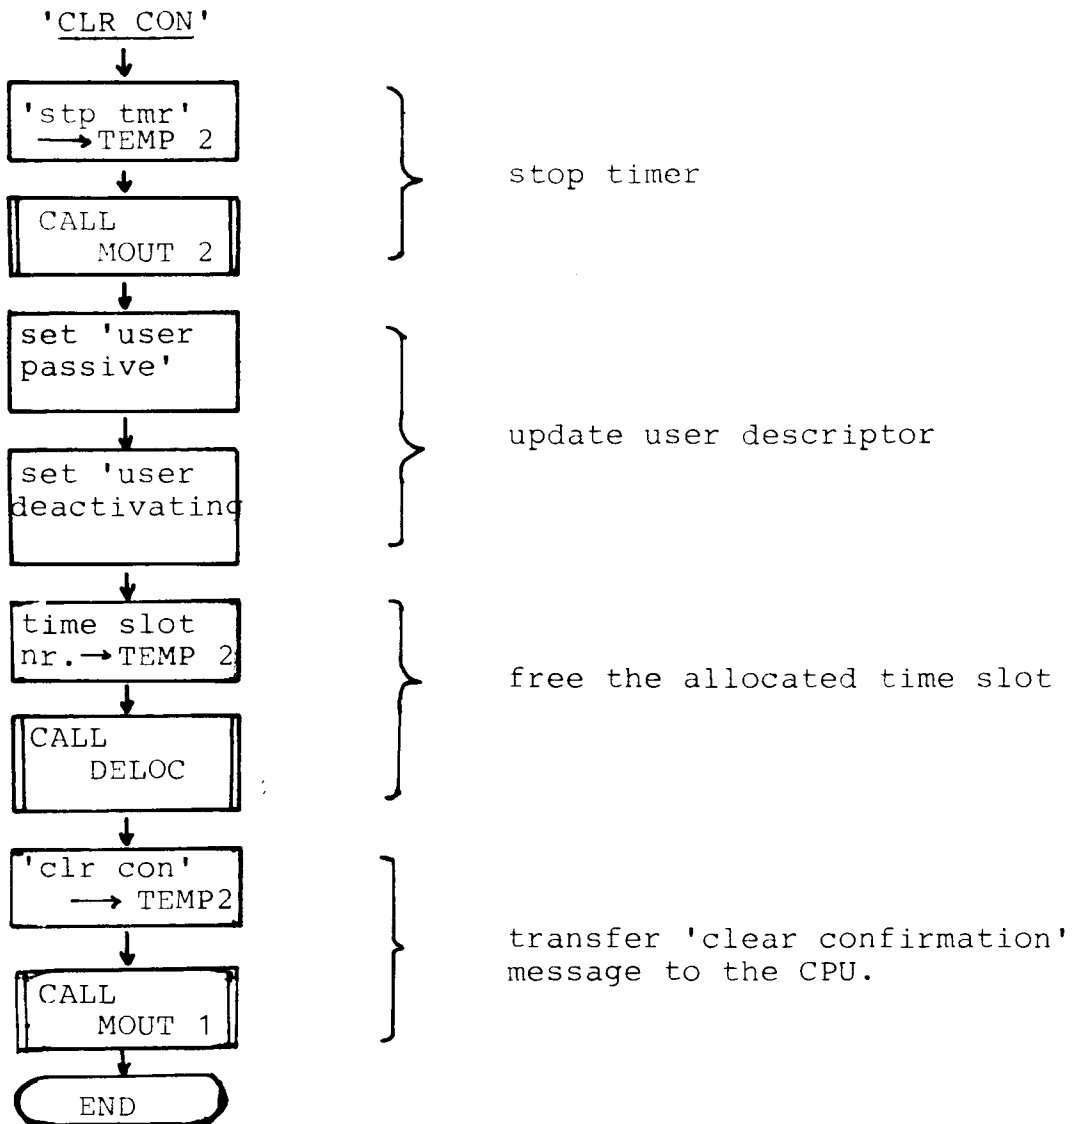 'CLR CON'
'stp tmr'
→ TEMP 2
CALL
MOUT 2
stop timer
set 'user
passive'
set 'user
deactivating
update user descriptor
time slot
nr.→TEMP 2
CALL
DELOC
free the allocated time slot
'clr con'
→ TEMP2
CALL
MOUT 1
transfer 'clear confirmation'
message to the CPU.
END